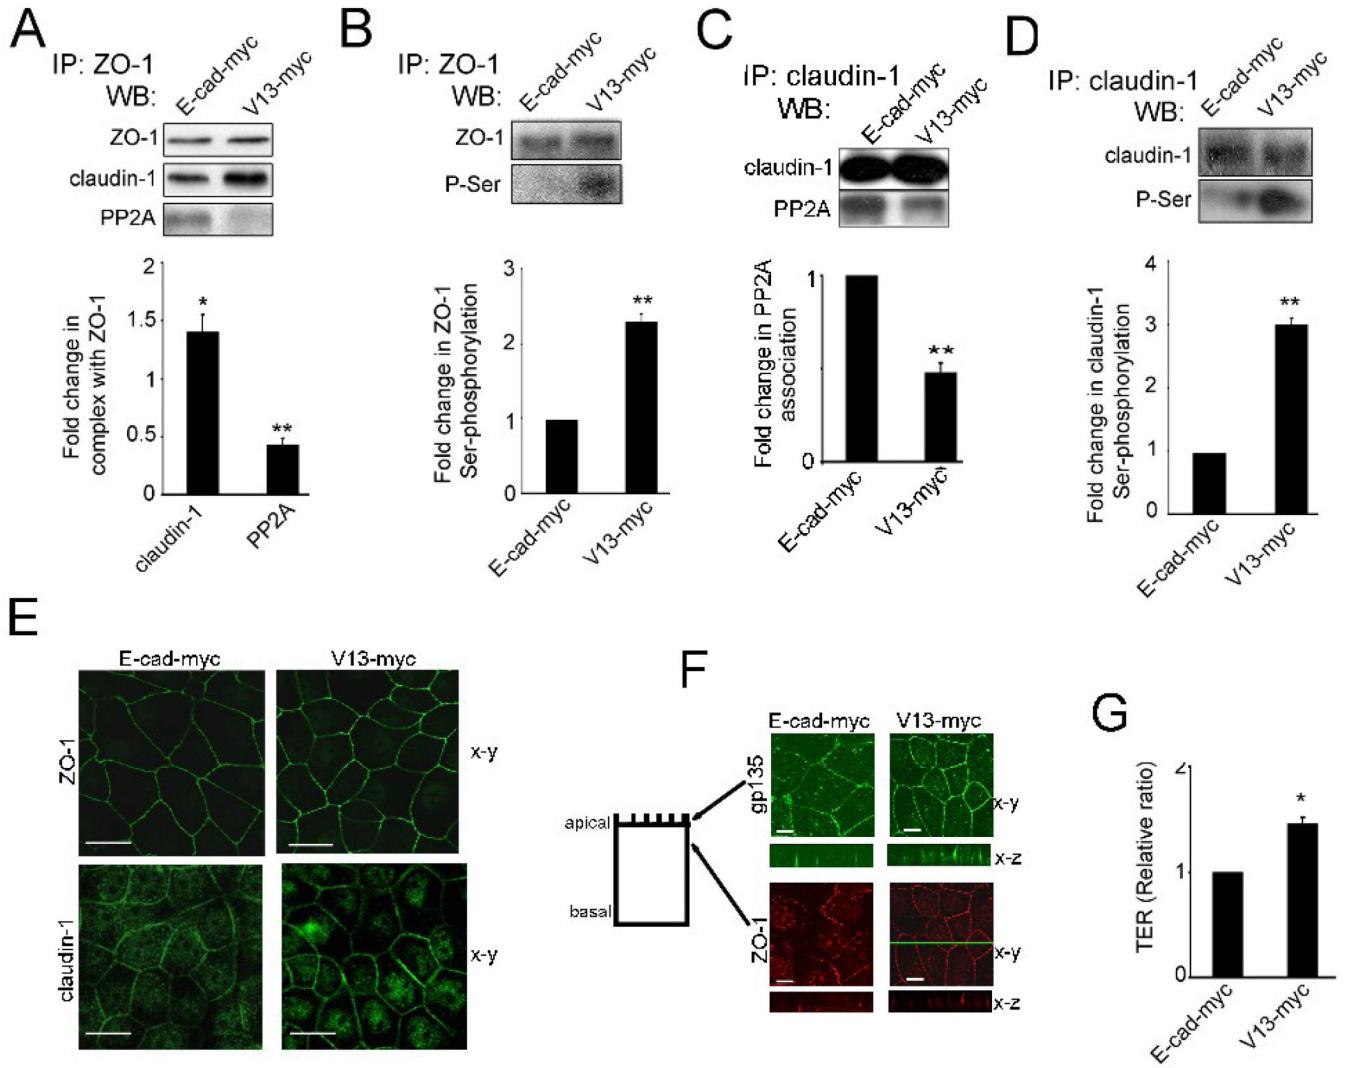 A
IP: ZO-1
WB:
E-cad-myc
V13-myc
ZO-1
claudin-1
PP2A
Fold change in
complex with ZO-1
2
1.5
1
0.5
0
*
**
claudin-1
PP2A
B
IP: ZO-1
WB:
E-cad-myc
V13-myc
ZO-1
P-Ser
Fold change in ZO-1
Ser-phosphorylation
3
2
1
0
**
E-cad-myc
V13-myc
C
IP: claudin-1
WB:
E-cad-myc
V13-myc
claudin-1
PP2A
Fold change in PP2A
association
1
0
**
E-cad-myc
V13-myc
D
IP: claudin-1
WB:
E-cad-myc
V13-myc
claudin-1
P-Ser
Fold change in claudin-1
Ser-phosphorylation
4
3
2
1
0
**
E-cad-myc
V13-myc
E
E-cad-myc
V13-myc
ZO-1
x-y
claudin-1
x-y
F
E-cad-myc
V13-myc
apical
basal
gp135
x-y
x-z
ZO-1
x-y
x-z
G
TER (Relative ratio)
2
1
0
*
E-cad-myc
V13-myc